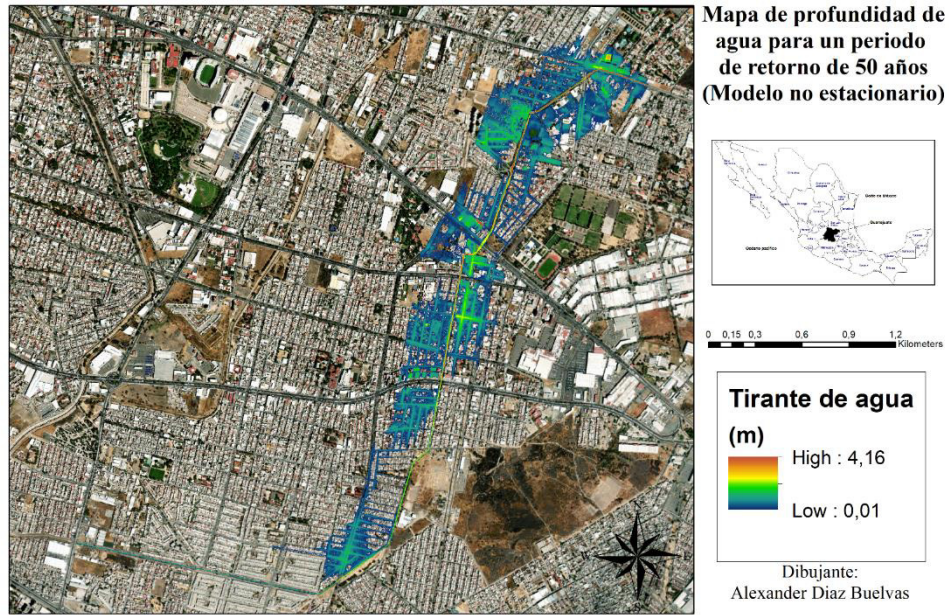 Mapa de profundidad de
agua para un periodo
de retorno de 50 años
(Modelo no estacionario)
Golfo de México
Guanajuato
Océano pacífico
0 0,15 0,3 0,6 0,9 1,2
Kilometers
Tirante de agua
(m)
High : 4,16
Low : 0,01
Dibujante:
Alexander Diaz Buelvas